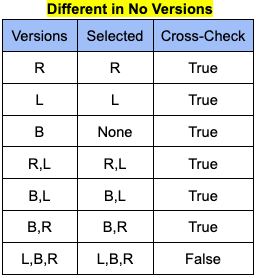 Different in No Versions
Versions Selected Cross-Check
R R True
L L True
B None True
R,L R,L True
B,L B,L True
B,R B,R True
L,B,R L,B,R False